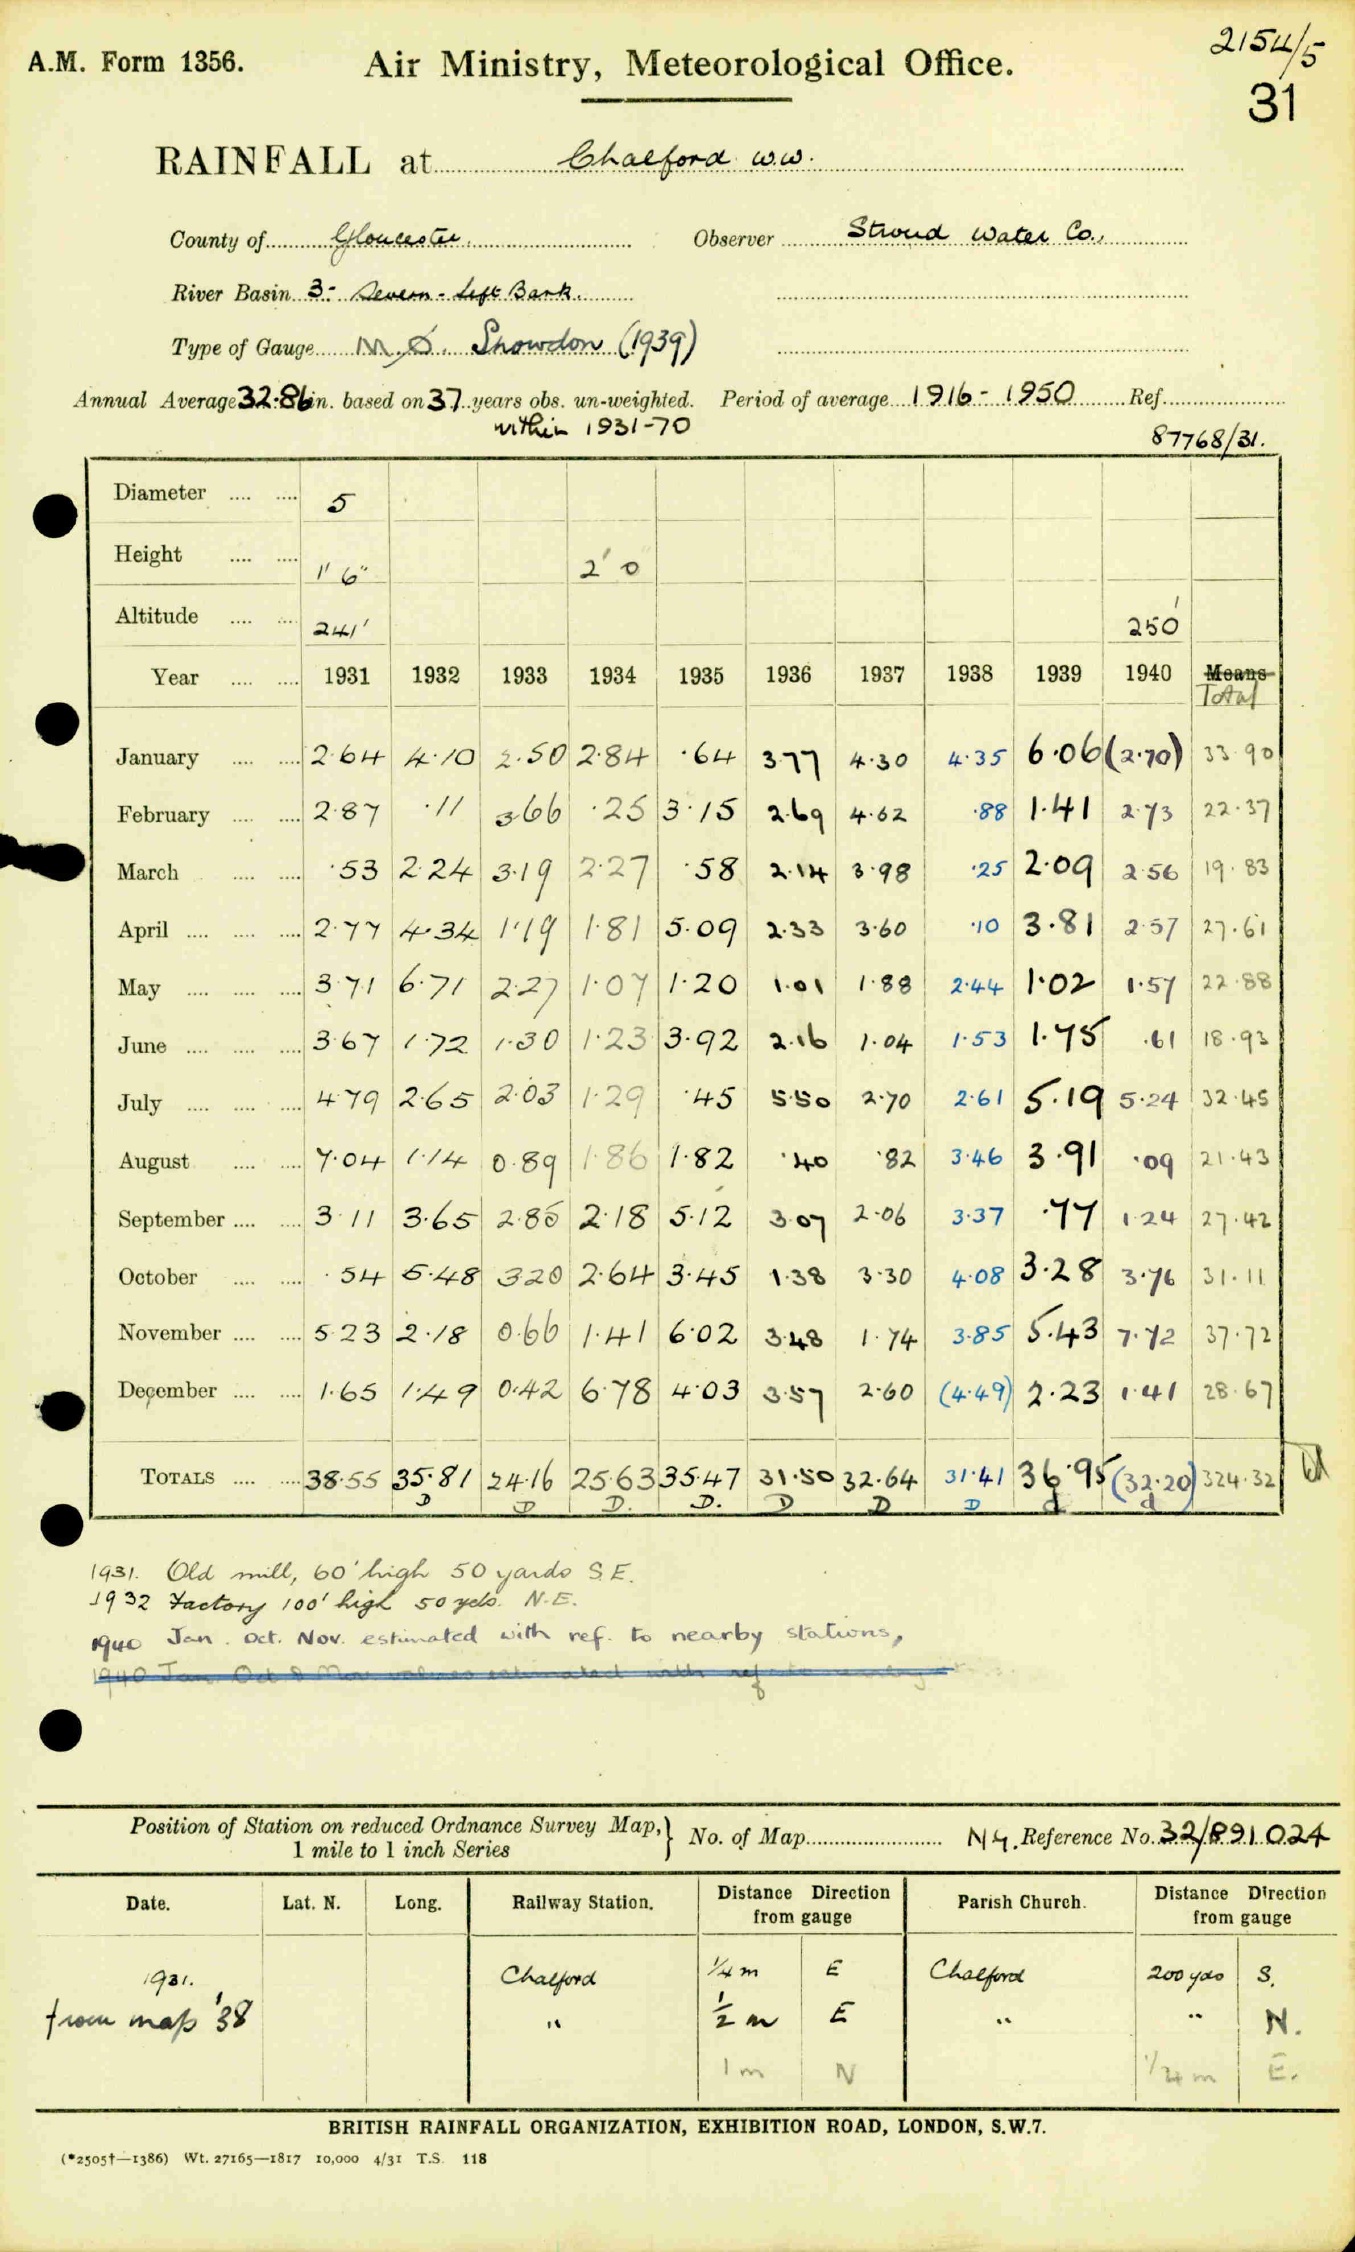 2154/5
A.M. Form 1356. Air Ministry, Meteorological Office.
31
RAINFALL at Chalford W.W.
County of Gloucester. Observer Stroud Water Co.,
River Basin 3- Severn - Left Bank.
Type of Gauge M.O. Snowdon (1939)
Annual Average 32.86 in. based on 37 years obs. un-weighted. Period of average 1916 - 1950 Ref.
within 1931-70
87768/31.
Diameter .... .... 5
Height .... .... 1' 6" 2' 0"
Altitude .... .... 241' 250'
Year .... .... 1931 1932 1933 1934 1935 1936 1937 1938 1939 1940 Means
Total
January .... .... 2.64 4.10 2.50 2.84 .64 3.77 4.30 4.35 6.06 (2.70) 33.90
February .... .... 2.87 .11 3.66 .25 3.15 2.69 4.62 .88 1.41 2.73 22.37
March .... .... .53 2.24 3.19 2.27 .58 2.14 3.98 .25 2.09 2.56 19.83
April .... .... .... 2.77 4.34 1.19 1.81 5.09 2.33 3.60 .10 3.81 2.57 27.61
May .... .... .... 3.71 6.71 2.27 1.07 1.20 1.01 1.88 2.44 1.02 1.57 22.88
June .... .... .... 3.67 1.72 1.30 1.23 3.92 2.16 1.04 1.53 1.75 .61 18.93
July .... .... .... 4.79 2.65 2.03 1.29 .45 5.50 2.70 2.61 5.19 5.24 32.45
August .... .... 7.04 1.14 0.89 1.86 1.82 .40 .82 3.46 3.91 .09 21.43
September .... .... 3.11 3.65 2.85 2.18 5.12 3.07 2.06 3.37 .77 1.24 27.42
October .... .... .54 5.48 3.20 2.64 3.45 1.38 3.30 4.08 3.28 3.76 31.11
November .... .... 5.23 2.18 0.66 1.41 6.02 3.48 1.74 3.85 5.43 7.72 37.72
December .... .... 1.65 1.49 0.42 6.78 4.03 3.57 2.60 (4.49) 2.23 1.41 28.67
TOTALS .... .... 38.55 35.81 24.16 25.63 35.47 31.50 32.64 31.41 36.95 (32.20) 324.32
D D D. D. D D D d d
1931. Old mill, 60' high 50 yards S.E.
1932 Factory 100' high 50 yds. N.E.
1940 Jan. Oct. Nov. estimated with ref. to nearby stations,
1940 Jan Oct & Nov values estimated with ref to
Position of Station on reduced Ordnance Survey Map, 1 mile to 1 inch Series } No. of Map N.G. Reference No. 32/891024
Date. Lat. N. Long. Railway Station. Distance from gauge Direction Parish Church. Distance from gauge Direction
1931. Chalford 1/4 m E Chalford 200 yds S.
from map '38 " 1/2 m E " " N.
1 m N 1/4 m E.
BRITISH RAINFALL ORGANIZATION, EXHIBITION ROAD, LONDON, S.W.7.
(*2505†—1386) Wt. 27165—1817 10,000 4/31 T.S. 118